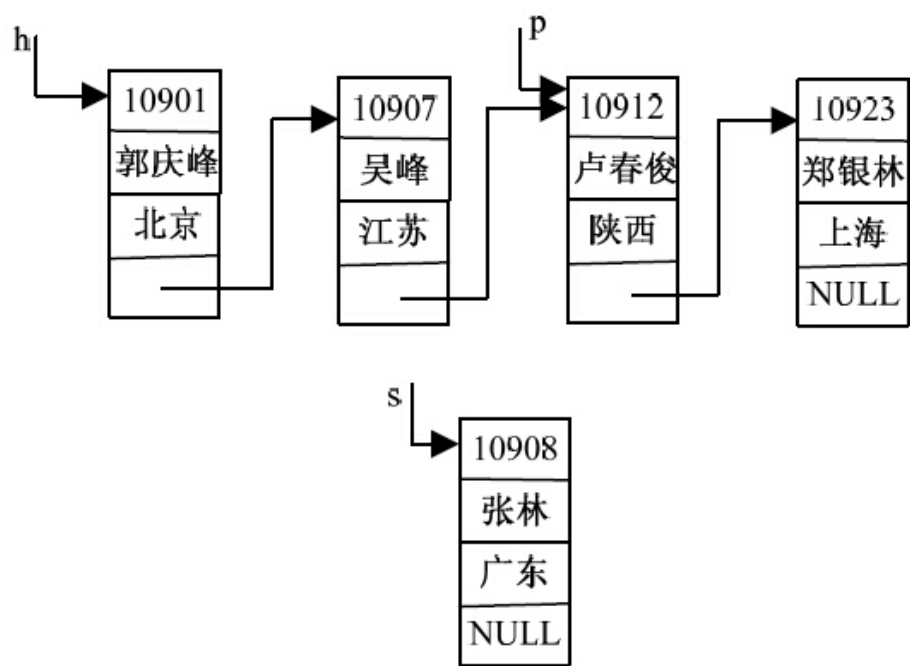 h
10901
郭庆峰
北京
10907
吴峰
江苏
p
10912
卢春俊
陕西
10923
郑银林
上海
NULL
s
10908
张林
广东
NULL